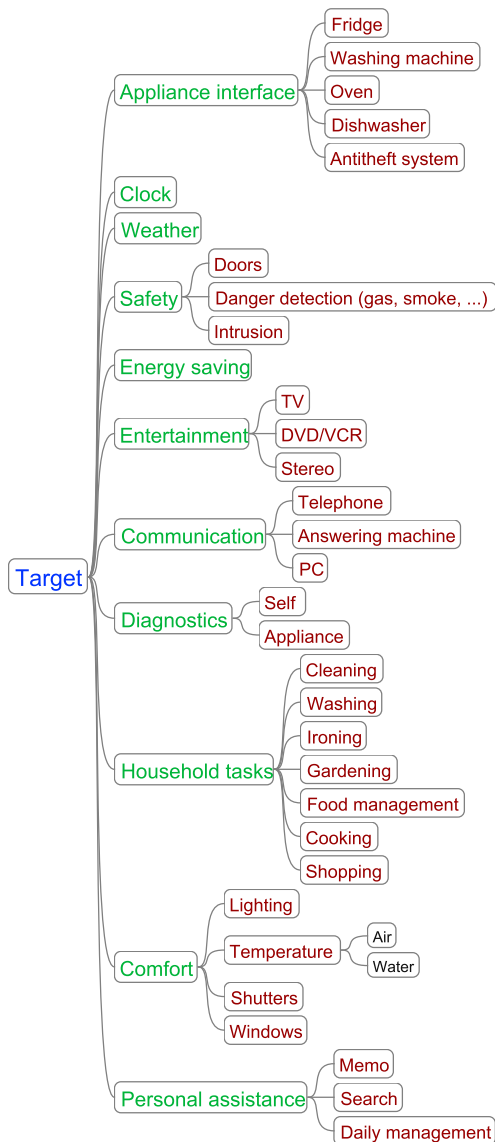 Target
Appliance interface
Fridge
Washing machine
Oven
Dishwasher
Antitheft system
Clock
Weather
Safety
Doors
Danger detection (gas, smoke, ...)
Intrusion
Energy saving
Entertainment
TV
DVD/VCR
Stereo
Communication
Telephone
Answering machine
PC
Diagnostics
Self
Appliance
Household tasks
Cleaning
Washing
Ironing
Gardening
Food management
Cooking
Shopping
Comfort
Lighting
Temperature
Air
Water
Shutters
Windows
Personal assistance
Memo
Search
Daily management